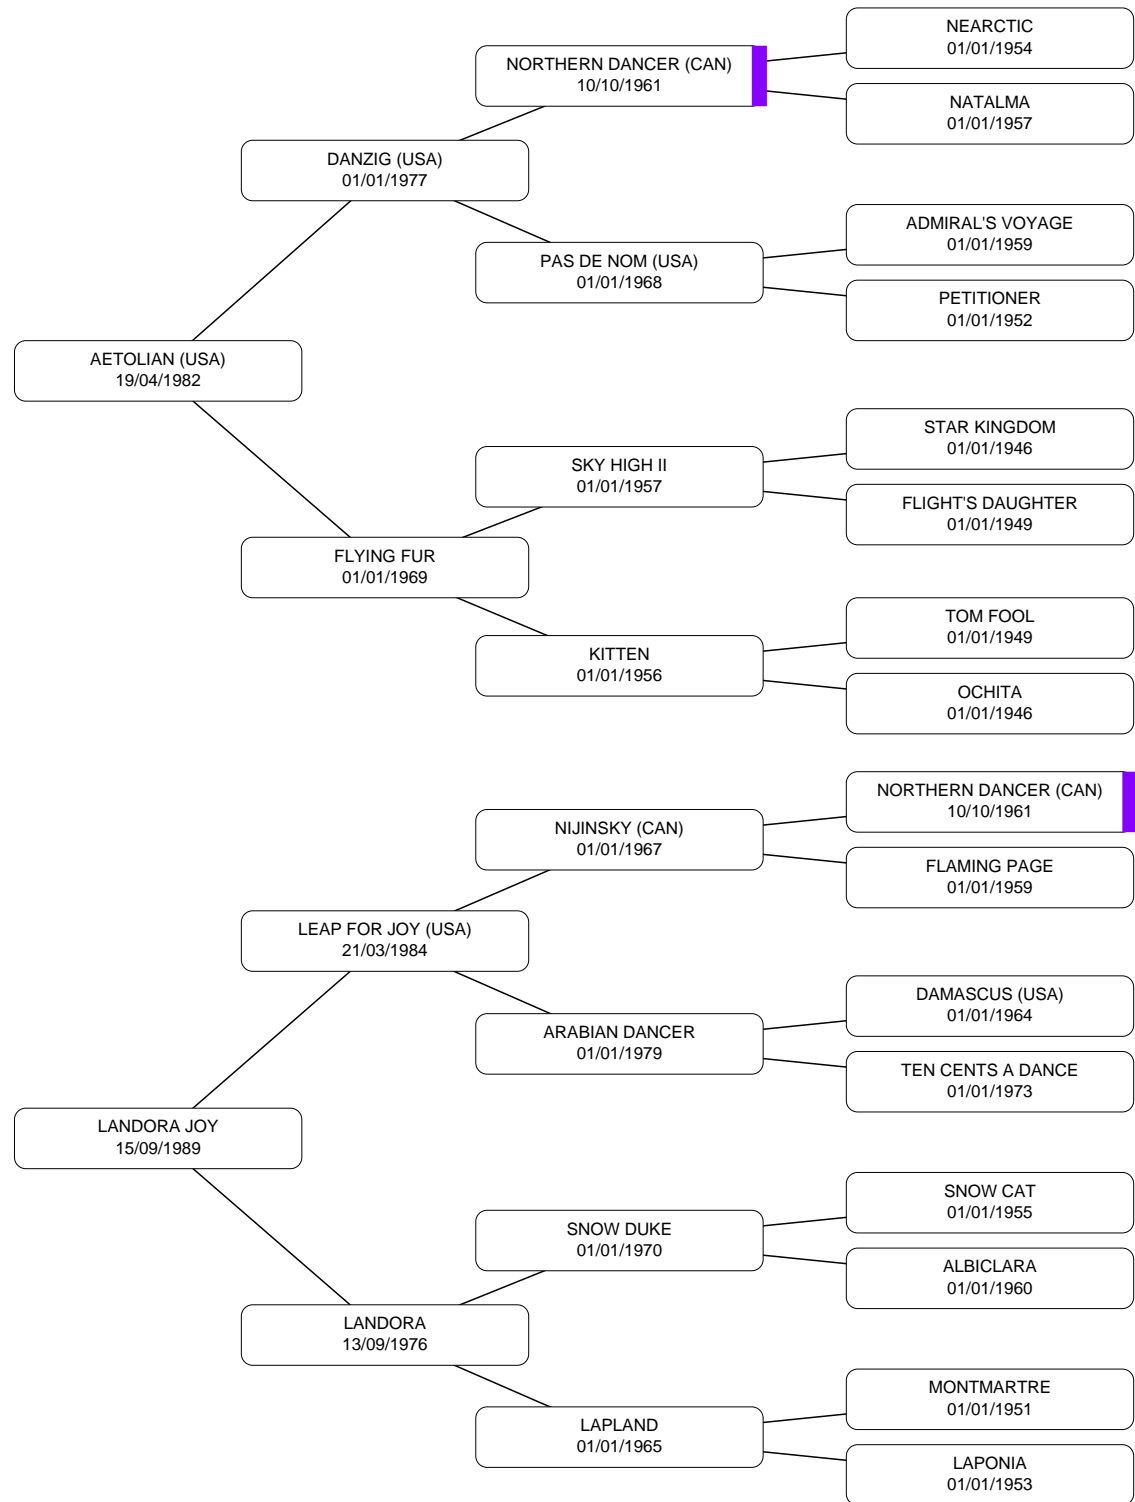 NEARCTIC
01/01/1954
NORTHERN DANCER (CAN)
10/10/1961
NATALMA
01/01/1957
DANZIG (USA)
01/01/1977
ADMIRAL'S VOYAGE
01/01/1959
PAS DE NOM (USA)
01/01/1968
PETITIONER
01/01/1952
AETOLIAN (USA)
19/04/1982
STAR KINGDOM
01/01/1946
SKY HIGH II
01/01/1957
FLIGHT'S DAUGHTER
01/01/1949
FLYING FUR
01/01/1969
TOM FOOL
01/01/1949
KITTEN
01/01/1956
OCHITA
01/01/1946
NORTHERN DANCER (CAN)
10/10/1961
NIJINSKY (CAN)
01/01/1967
FLAMING PAGE
01/01/1959
LEAP FOR JOY (USA)
21/03/1984
DAMASCUS (USA)
01/01/1964
ARABIAN DANCER
01/01/1979
TEN CENTS A DANCE
01/01/1973
LANDORA JOY
15/09/1989
SNOW CAT
01/01/1955
SNOW DUKE
01/01/1970
ALBICLARA
01/01/1960
LANDORA
13/09/1976
MONTMARTRE
01/01/1951
LAPLAND
01/01/1965
LAPONIA
01/01/1953